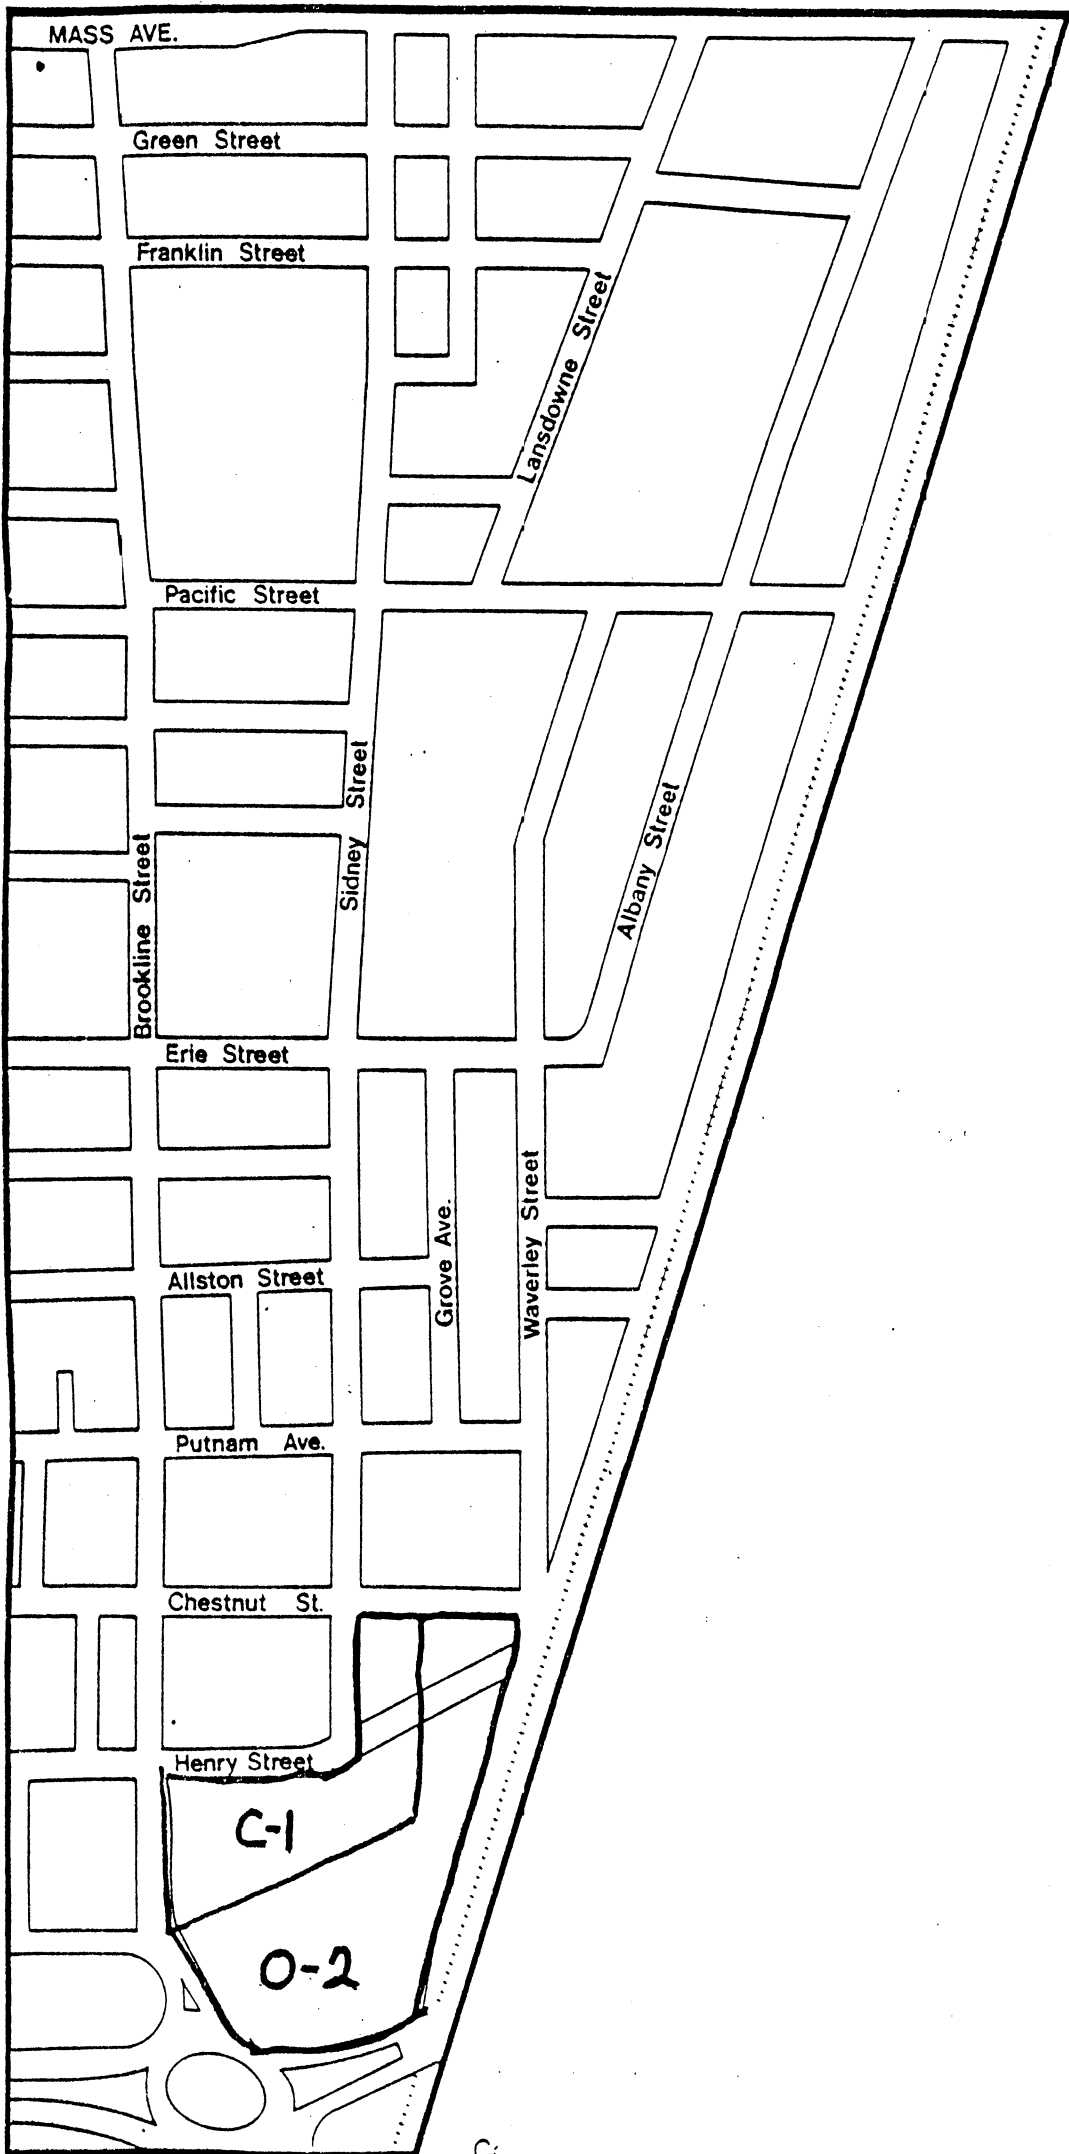 MASS AVE.
Green Street
Franklin Street
Lansdowne Street
Pacific Street
Sidney Street
Brookline Street
Albany Street
Erie Street
Waverley Street
Grove Ave.
Allston Street
Putnam Ave.
Chestnut St.
Henry Street
C-1
O-2